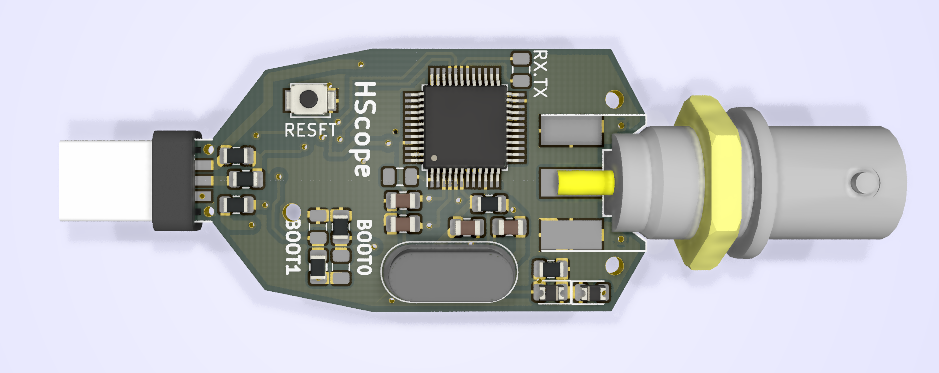 RX.TX
HScope
RESET
BOOT1
BOOT0